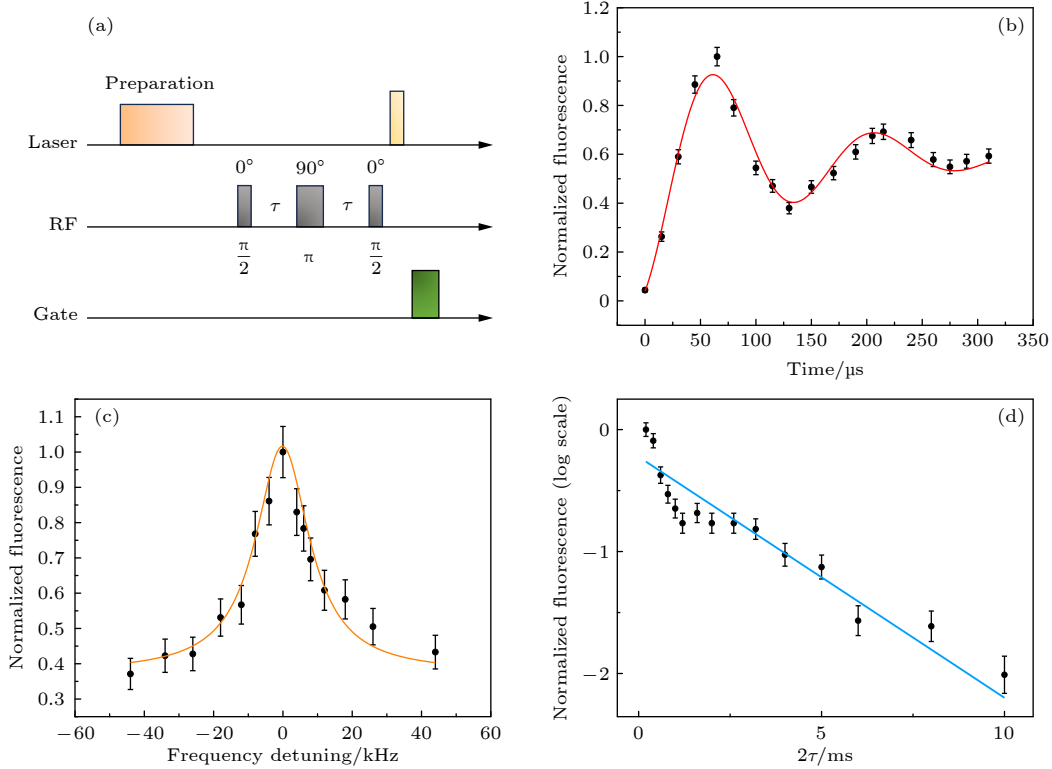 (a)
Preparation
Laser
0° 90° 0°
τ τ
RF
π/2 π π/2
Gate
(b)
Normalized fluorescence
1.2
1.0
0.8
0.6
0.4
0.2
0
0 50 100 150 200 250 300 350
Time/µs
(c)
Normalized fluorescence
1.1
1.0
0.9
0.8
0.7
0.6
0.5
0.4
0.3
−60 −40 −20 0 20 40 60
Frequency detuning/kHz
(d)
Normalized fluorescence (log scale)
0
−1
−2
0 5 10
2τ/ms